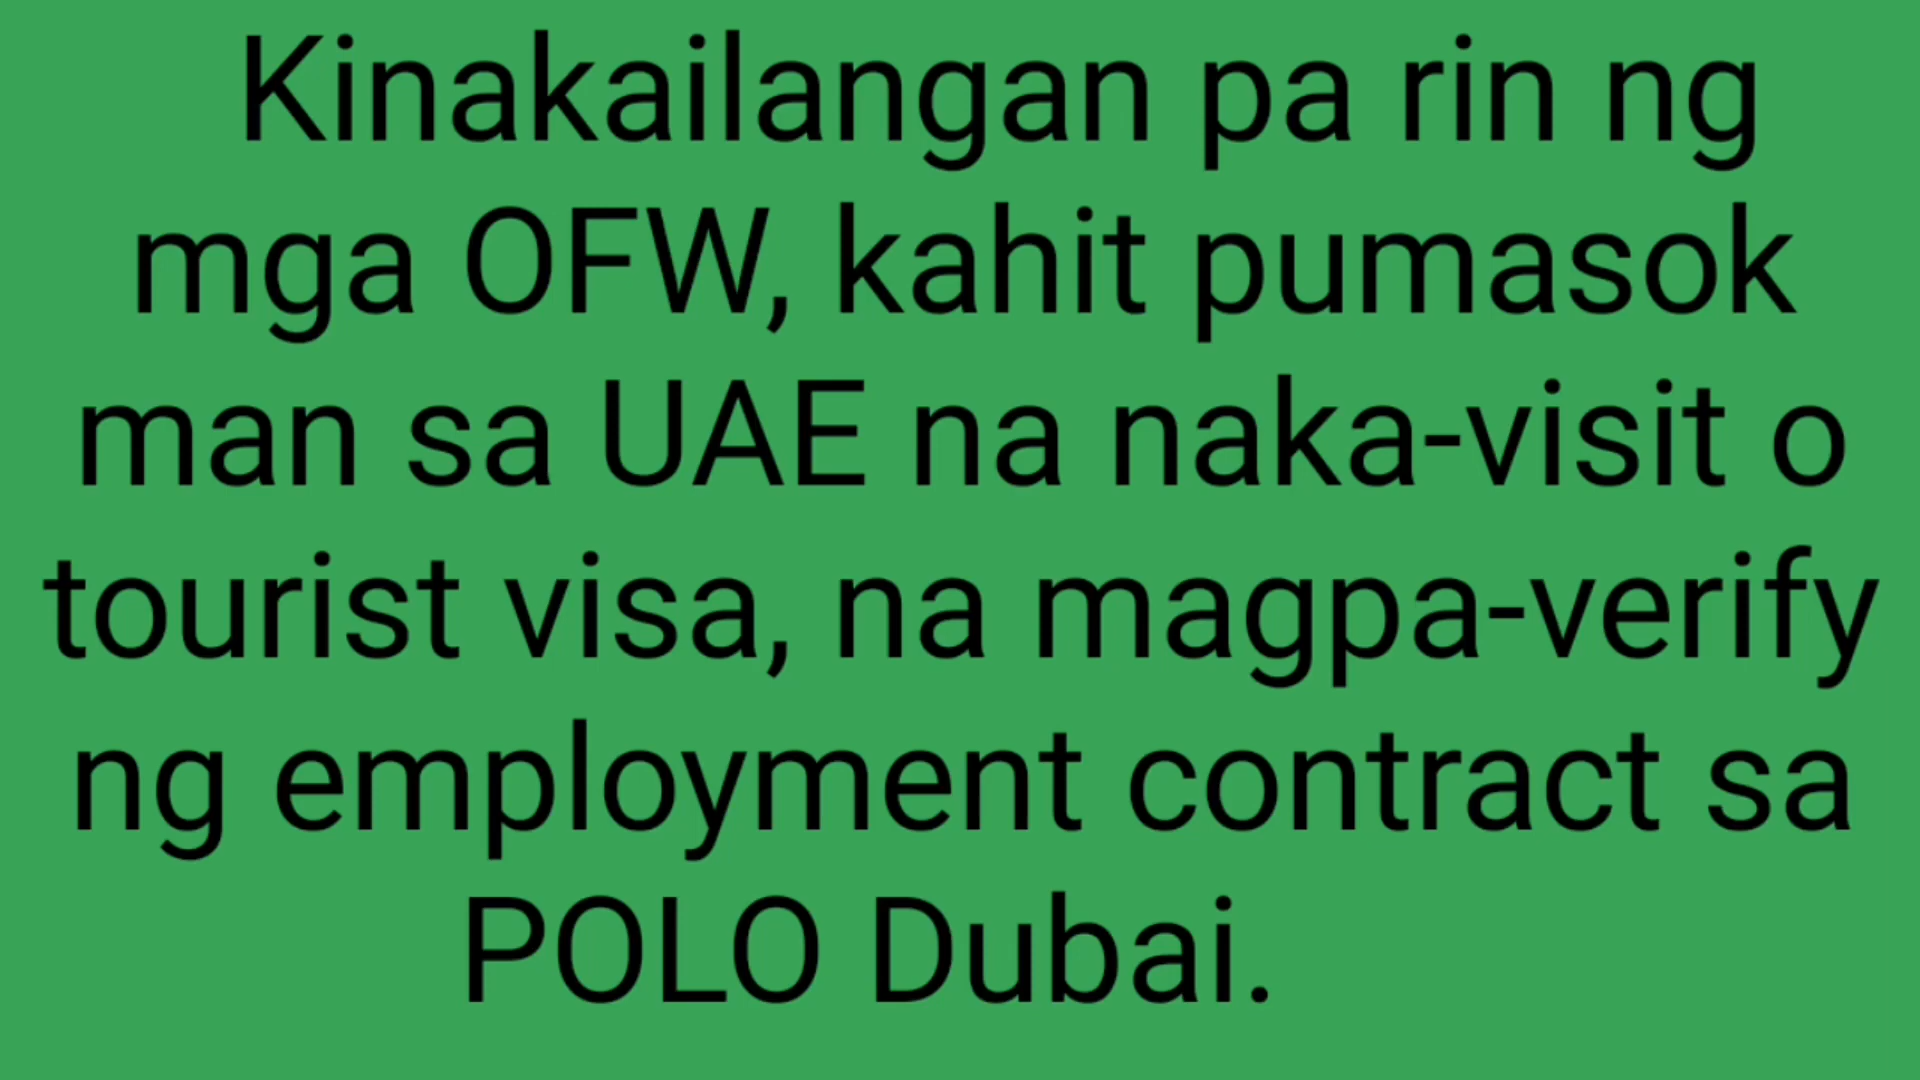 Kinakailangan pa rin ng
mga OFW, kahit pumasok
man sa UAE na naka-visit o
tourist visa, na magpa-verify
ng employment contract sa
POLO Dubai.